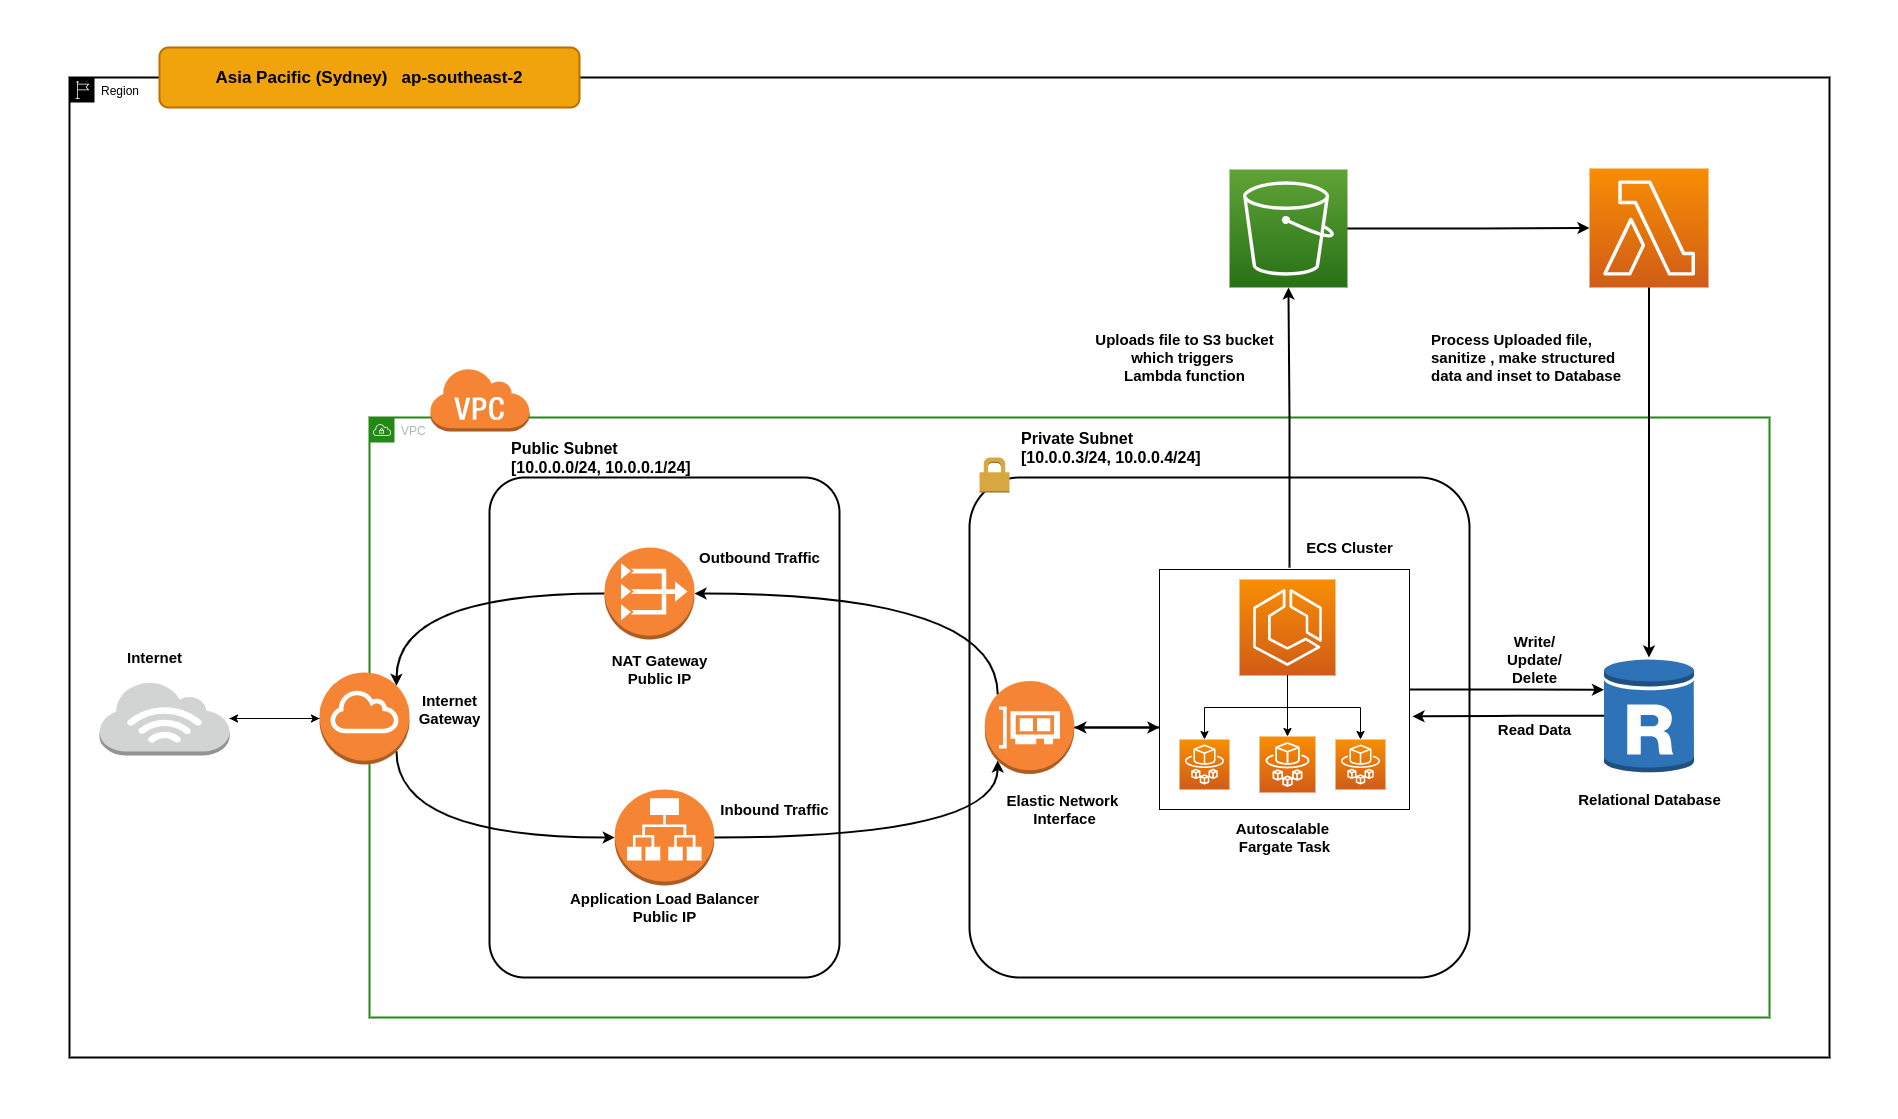 Asia Pacific (Sydney)   ap-southeast-2
Region
Uploads file to S3 bucket
which triggers
Lambda function
Process Uploaded file,
sanitize , make structured
data and inset to Database
VPC
VPC
Public Subnet
[10.0.0.0/24, 10.0.0.1/24]
Private Subnet
[10.0.0.3/24, 10.0.0.4/24]
Outbound Traffic
ECS Cluster
NAT Gateway
Public IP
Internet
Internet
Gateway
Write/
Update/
Delete
Read Data
R
Elastic Network
Interface
Inbound Traffic
Relational Database
Autoscalable
Fargate Task
Application Load Balancer
Public IP